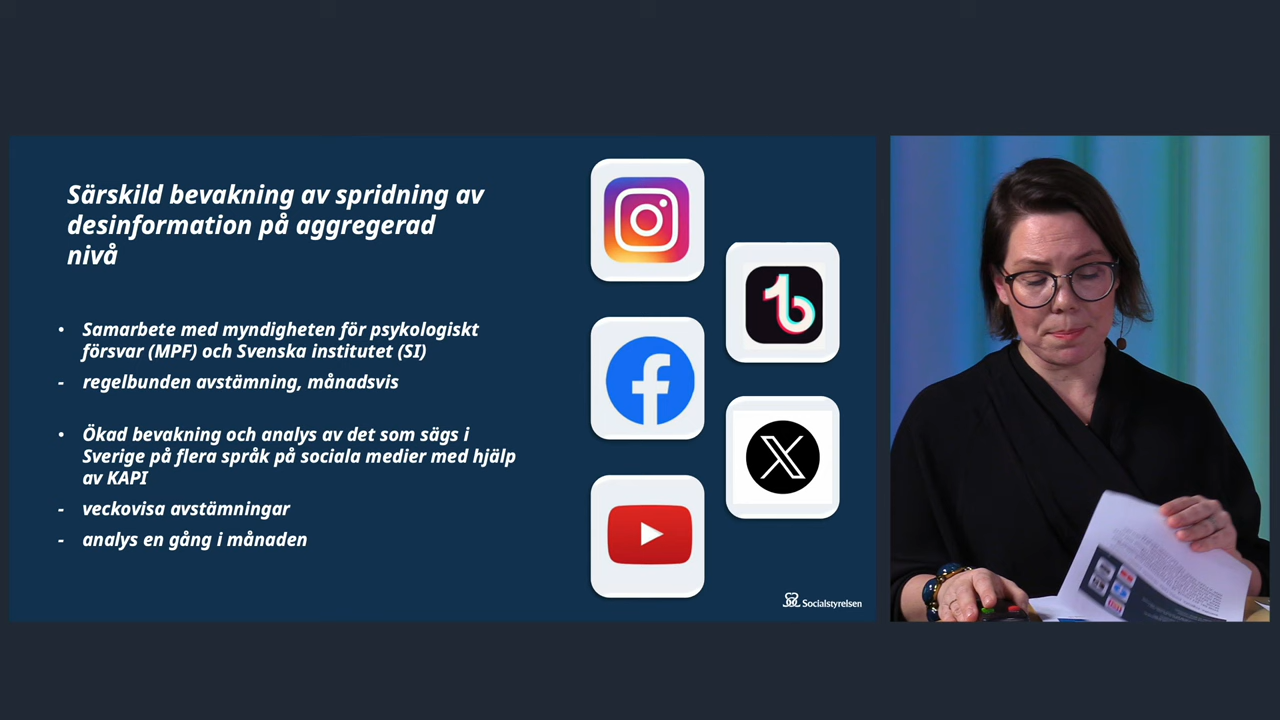 Särskild bevakning av spridning av
desinformation på aggregerad
nivå
• Samarbete med myndigheten för psykologiskt
försvar (MPF) och Svenska institutet (SI)
- regelbunden avstämning, månadsvis
• Ökad bevakning och analys av det som sägs i
Sverige på flera språk på sociala medier med hjälp
av KAPI
- veckovisa avstämningar
- analys en gång i månaden
Socialstyrelsen